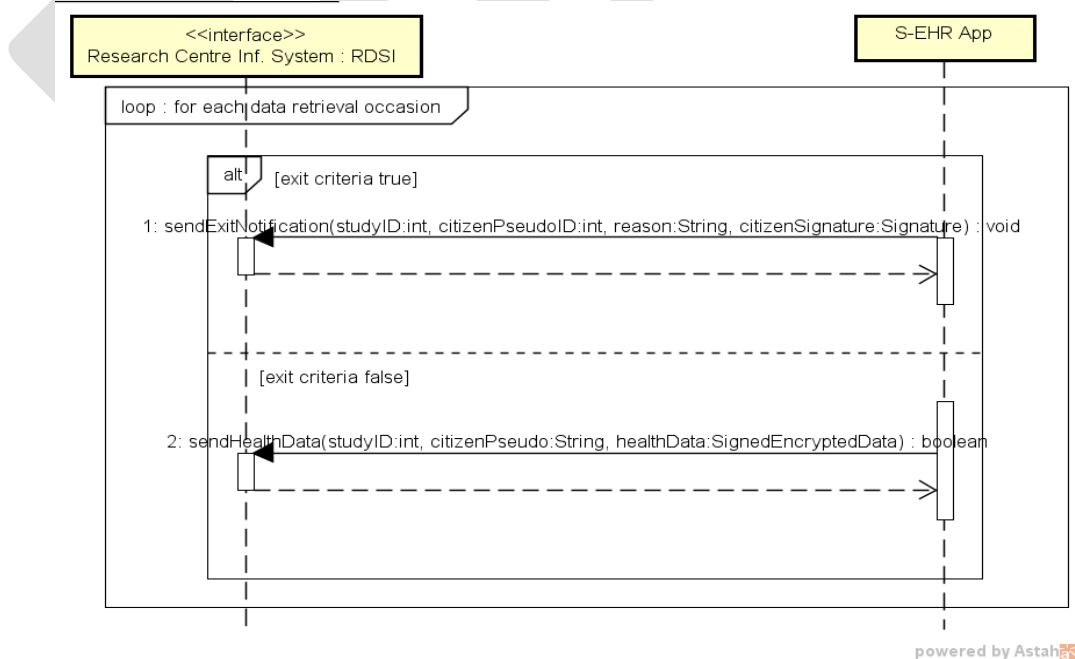 <<interface>>
Research Centre Inf. System : RDSI
S-EHR App
loop : for each data retrieval occasion
alt
[exit criteria true]
1: sendExitNotification(studyID:int, citizenPseudoID:int, reason:String, citizenSignature:Signature) : void
[exit criteria false]
2: sendHealthData(studyID:int, citizenPseudo:String, healthData:SignedEncryptedData) : boolean
powered by Astah